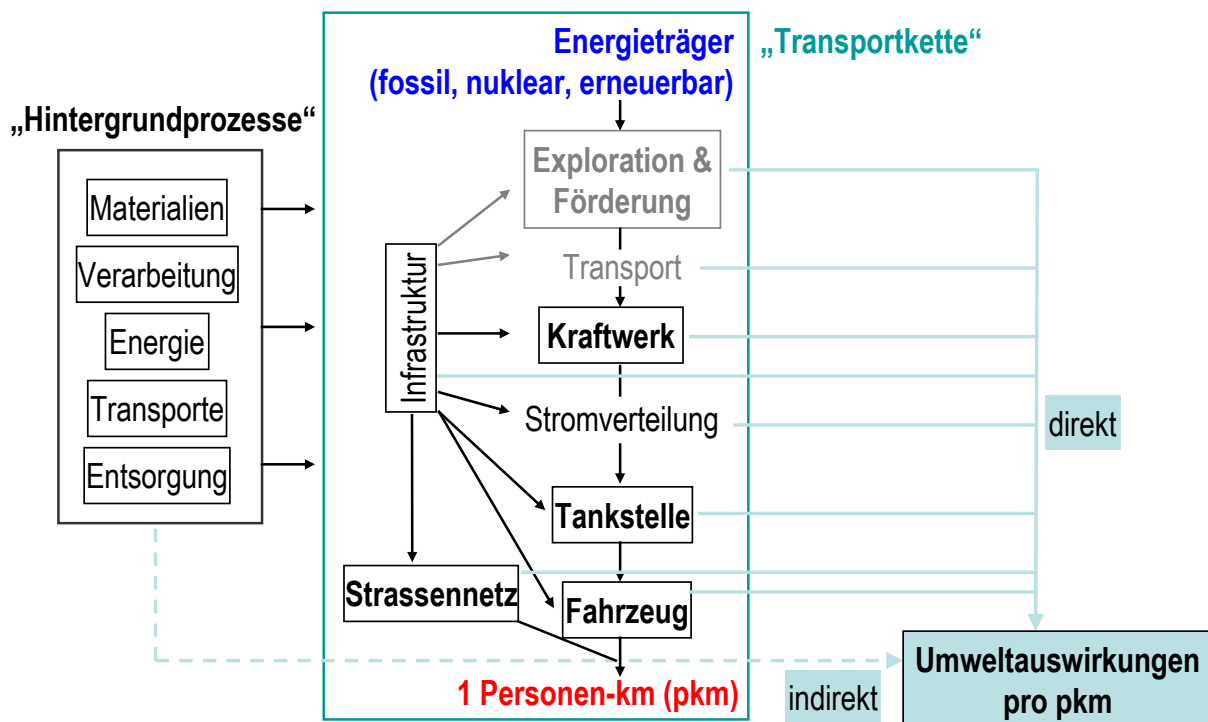 Energieträger
(fossil, nuklear, erneuerbar)
„Transportkette“
„Hintergrundprozesse“
Materialien
Verarbeitung
Energie
Transporte
Entsorgung
Infrastruktur
Exploration &
Förderung
Transport
Kraftwerk
Stromverteilung
Tankstelle
Strassennetz
Fahrzeug
1 Personen-km (pkm)
direkt
indirekt
Umweltauswirkungen
pro pkm